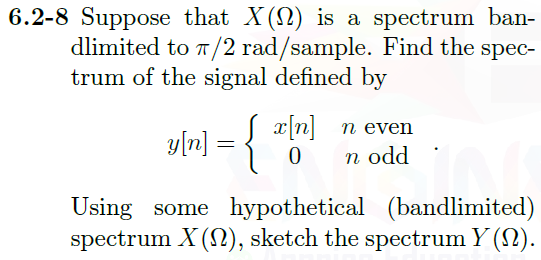 6.2-8 Suppose that X(Ω) is a spectrum ban-
dlimited to π/2 rad/sample. Find the spec-
trum of the signal defined by
y[n] = { x[n] n even
0 n odd .
Using some hypothetical (bandlimited)
spectrum X(Ω), sketch the spectrum Y(Ω).